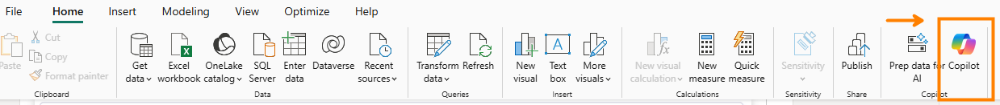 File Home Insert Modeling View Optimize Help
Paste
Cut
Copy
Format painter
Clipboard
Get
data
Excel
workbook
OneLake
catalog
SQL
Server
Enter
data
Dataverse
Recent
sources
Data
Transform
data
Refresh
Queries
New
visual
Text
box
More
visuals
Insert
New visual
calculation
New
measure
Quick
measure
Calculations
Sensitivity
Sensitivity
Publish
Share
Prep data for
AI
Copilot
Copilot